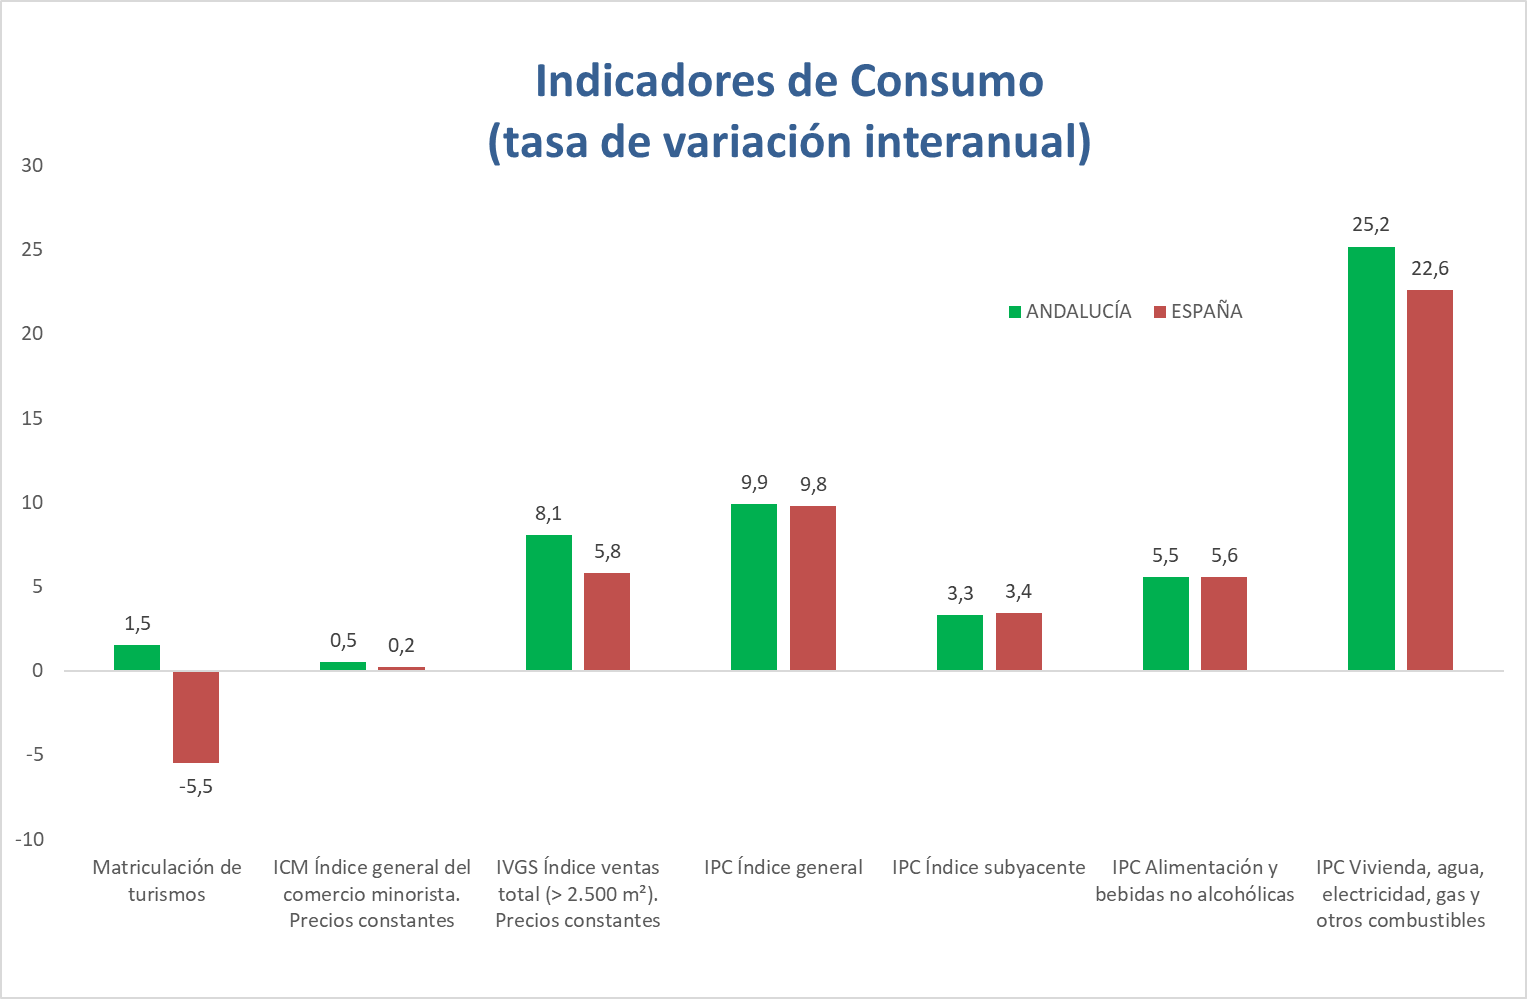 Indicadores de Consumo
(tasa de variación interanual)
30
25
20
15
10
5
0
-5
-10
ANDALUCÍA
ESPAÑA
1,5
-5,5
0,5
0,2
8,1
5,8
9,9
9,8
3,3
3,4
5,5
5,6
25,2
22,6
Matriculación de
turismos
ICM Índice general del
comercio minorista.
Precios constantes
IVGS Índice ventas
total (> 2.500 m²).
Precios constantes
IPC Índice general
IPC Índice subyacente
IPC Alimentación y
bebidas no alcohólicas
IPC Vivienda, agua,
electricidad, gas y
otros combustibles